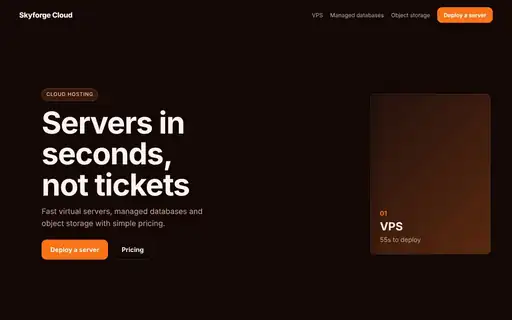 Skyforge Cloud
VPS
Managed databases
Object storage
Deploy a server
CLOUD HOSTING
Servers in
seconds,
not tickets
Fast virtual servers, managed databases and
object storage with simple pricing.
Deploy a server
Pricing
01
VPS
55s to deploy